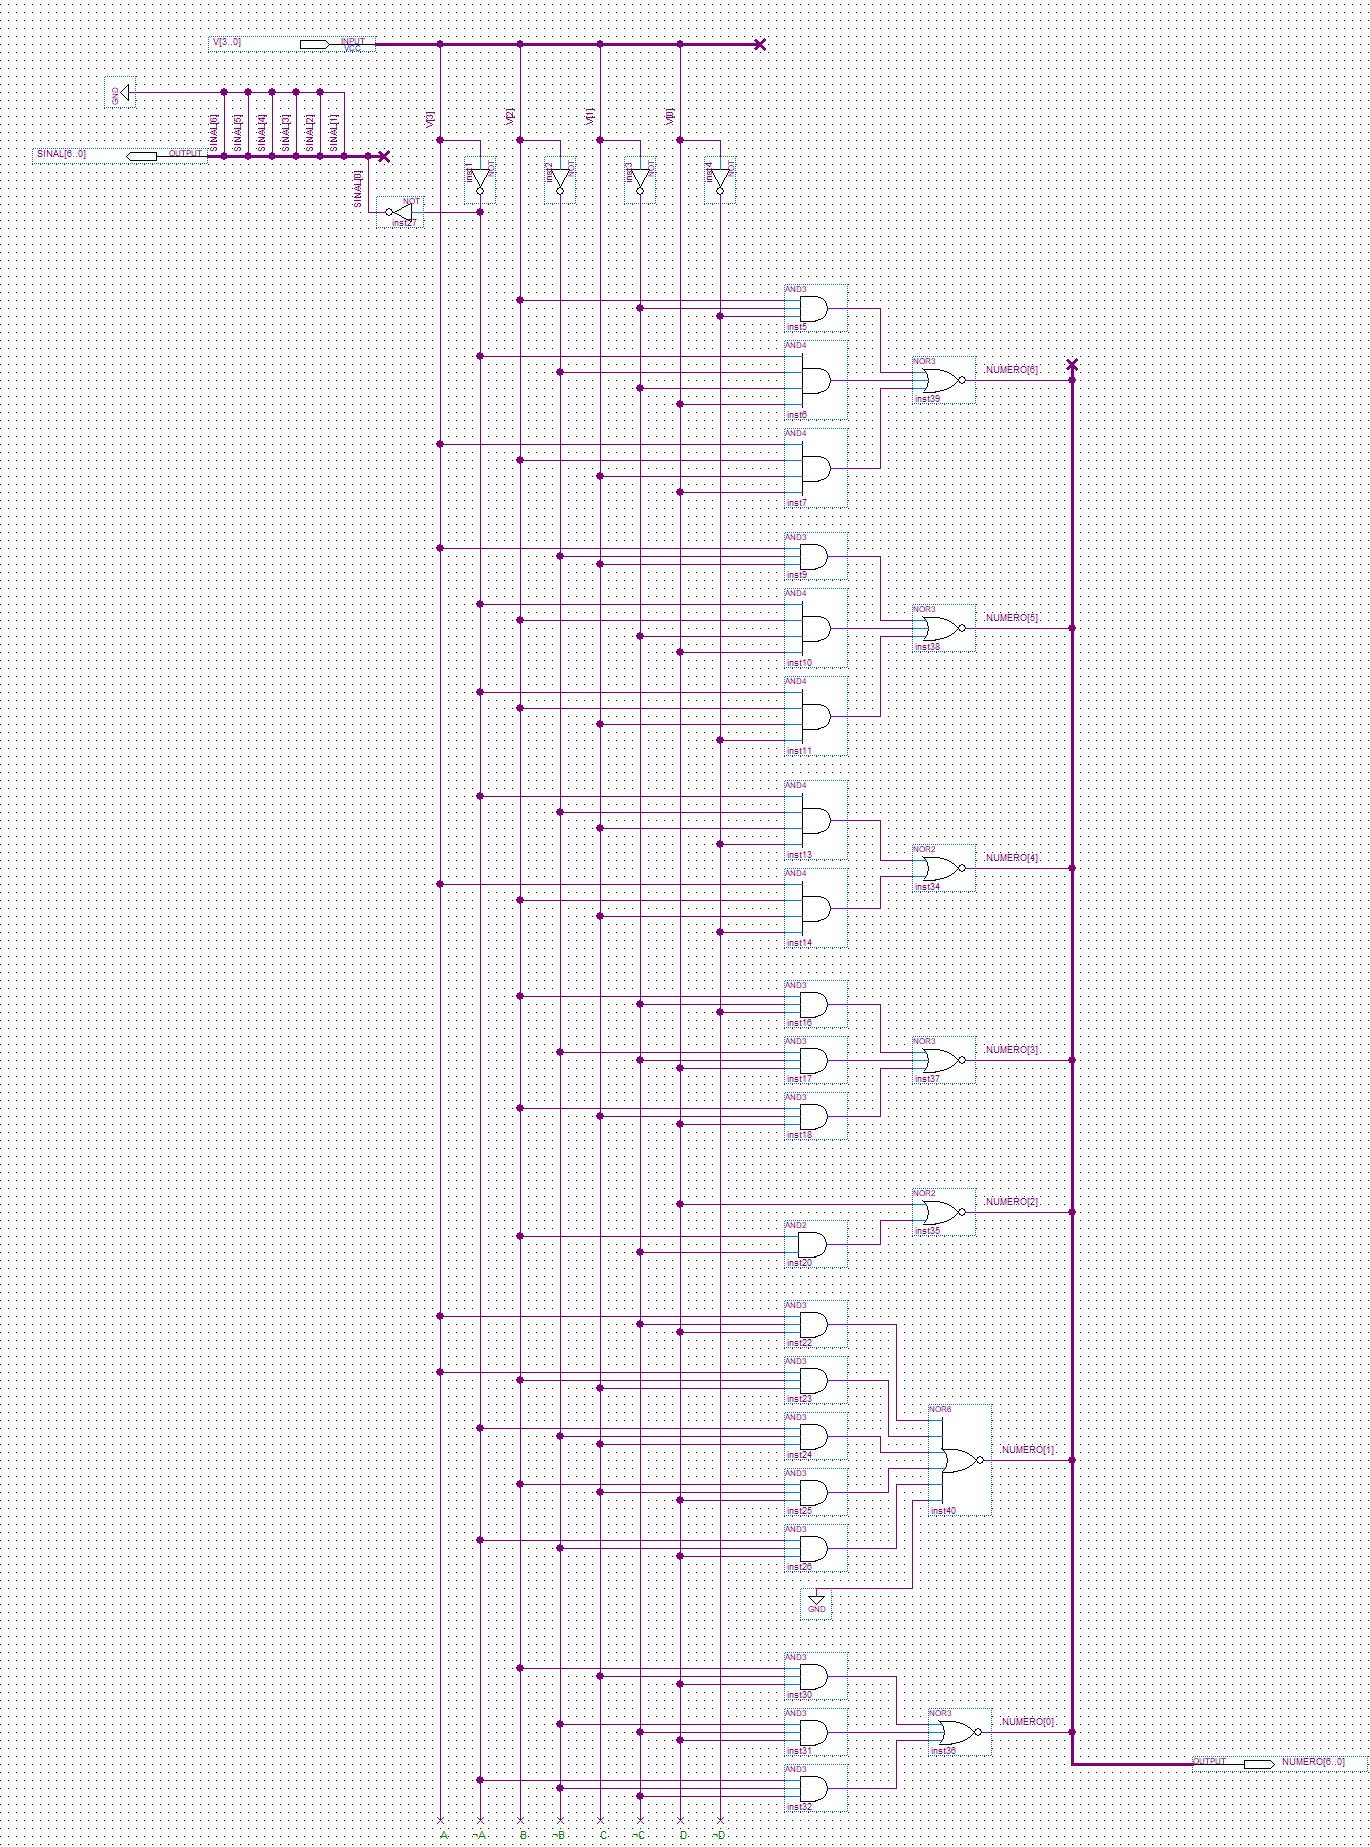 V[3..0] INPUT
VCC
GND
SINAL[6]
SINAL[5]
SINAL[4]
SINAL[3]
SINAL[2]
SINAL[1]
V[3]
V[2]
V[1]
V[0]
SINAL[6..0] OUTPUT
SINAL[0]
inst1 NOT
inst2 NOT
inst3 NOT
inst4 NOT
NOT
inst27
AND3
inst5
AND4
inst6
NOR3 NUMERO[6]
inst39
AND4
inst7
AND3
inst9
AND4
inst10
NOR3 NUMERO[5]
inst38
AND4
inst11
AND4
inst13
NOR2 NUMERO[4]
inst34
AND4
inst14
AND3
inst16
AND3
inst17
NOR3 NUMERO[3]
inst37
AND3
inst18
NOR2 NUMERO[2]
inst35
AND2
inst20
AND3
inst22
AND3
inst23
AND3
inst24
NOR6 NUMERO[1]
inst40
AND3
inst25
AND3
inst26
GND
AND3
inst30
AND3
inst31
NOR3 NUMERO[0]
inst36
OUTPUT NUMERO[6..0]
AND3
inst32
A ¬A B ¬B C ¬C D ¬D